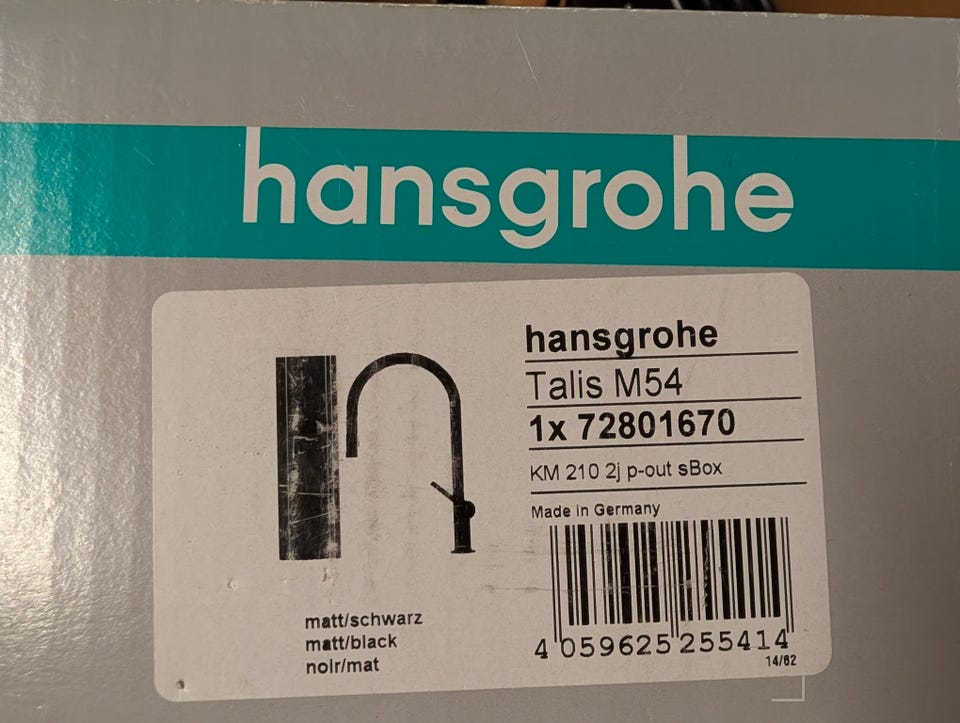 hansgrohe
hansgrohe
Talis M54
1x 72801670
KM 210 2j p-out sBox
Made in Germany
matt/schwarz
matt/black
noir/mat
4 059625 255414
14/62